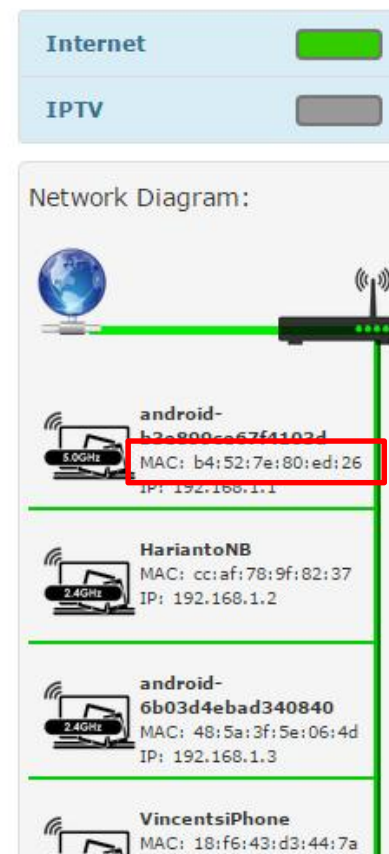 Internet
IPTV
Network Diagram:
android-
b3e899ce67f4103d
5.0GHz
MAC: b4:52:7e:80:ed:26
IP: 192.168.1.1
HariantoNB
MAC: cc:af:78:9f:82:37
2.4GHz
IP: 192.168.1.2
android-
6b03d4ebad340840
2.4GHz
MAC: 48:5a:3f:5e:06:4d
IP: 192.168.1.3
VincentsiPhone
MAC: 18:f6:43:d3:44:7a